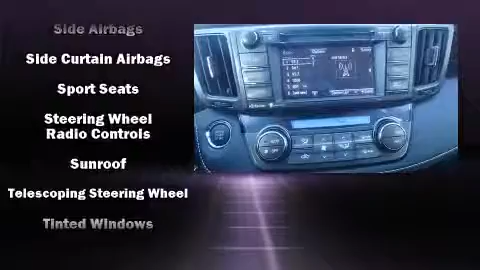 Side Airbags
Side Curtain Airbags
Sport Seats
Steering Wheel
Radio Controls
Sunroof
Telescoping Steering Wheel
Tinted Windows